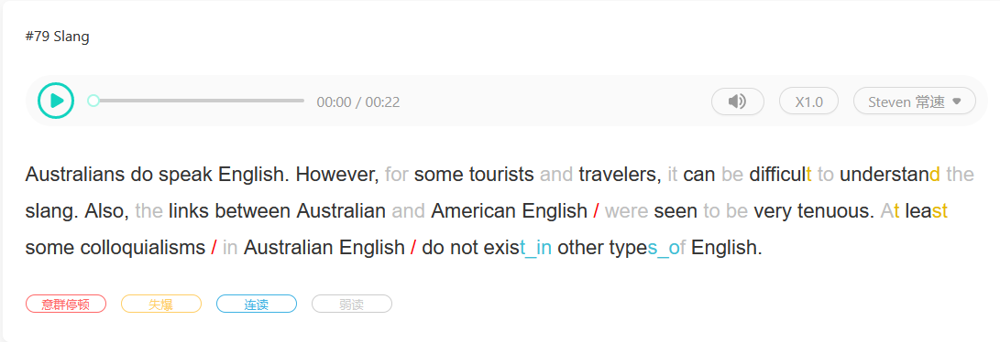 #79 Slang
00:00 / 00:22
X1.0
Steven 常速
Australians do speak English. However, for some tourists and travelers, it can be difficult to understand the
slang. Also, the links between Australian and American English / were seen to be very tenuous. At least
some colloquialisms / in Australian English / do not exist_in other types_of English.
意群停顿 失爆 连读 弱读